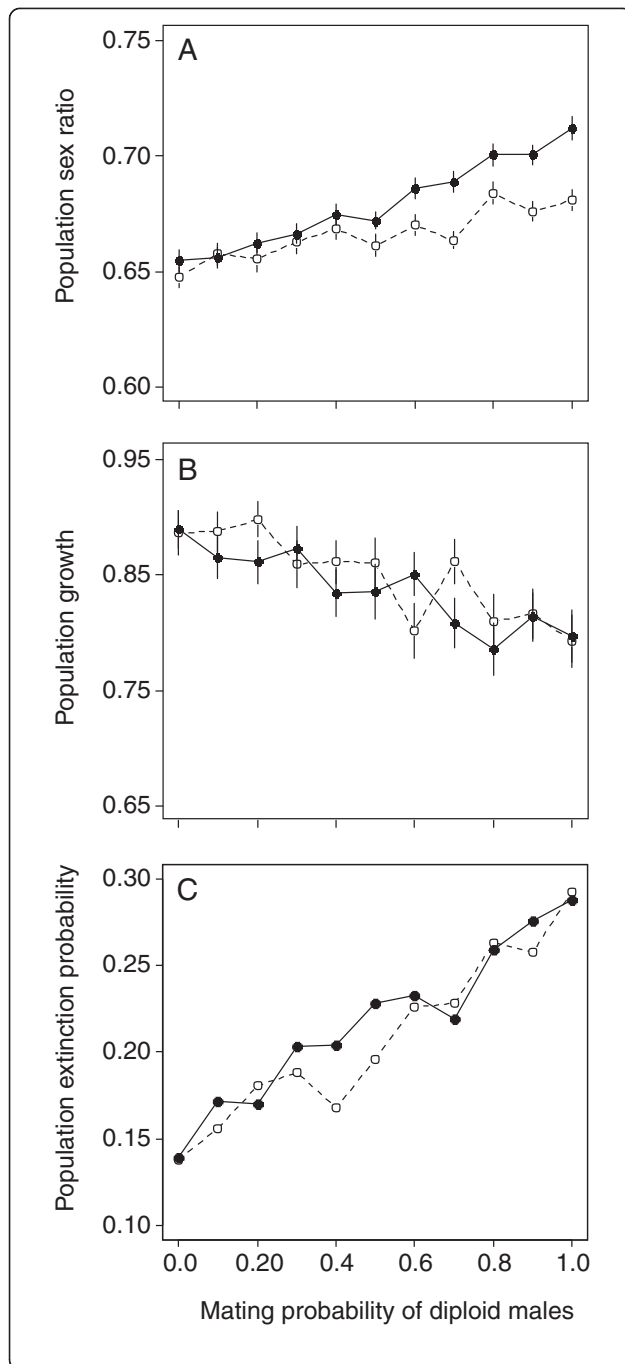 A
Population sex ratio
0.75
0.70
0.65
0.60
B
Population growth
0.95
0.85
0.75
0.65
C
Population extinction probability
0.30
0.25
0.20
0.15
0.10
0.0 0.20 0.4 0.6 0.8 1.0
Mating probability of diploid males